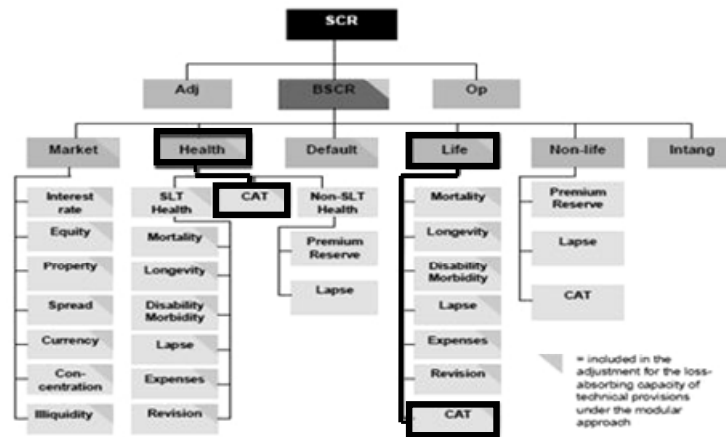 SCR
Adj
BSCR
Op
Market
Health
Default
Life
Non-life
Intang
Interest
rate
Equity
Property
Spread
Currency
Con-
centration
Illiquidity
SLT
Health
Mortality
Longevity
Disability
Morbidity
Lapse
Expenses
Revision
CAT
Non-SLT
Health
Premium
Reserve
Lapse
Mortality
Longevity
Disability
Morbidity
Lapse
Expenses
Revision
CAT
Premium
Reserve
Lapse
CAT
= included in the
adjustment for the loss-
absorbing capacity of
technical provisions
under the modular
approach